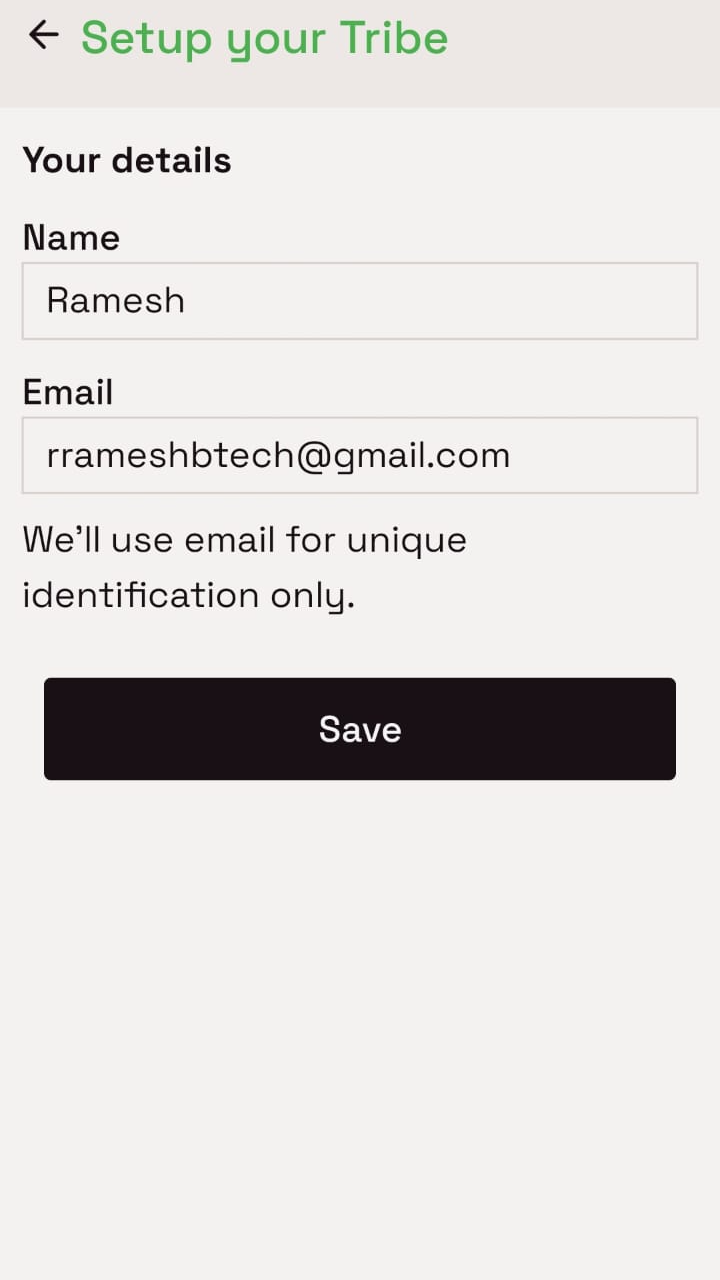 Setup your Tribe
Your details
Name
Ramesh
Email
rrameshbtech@gmail.com
We’ll use email for unique
identification only.
Save